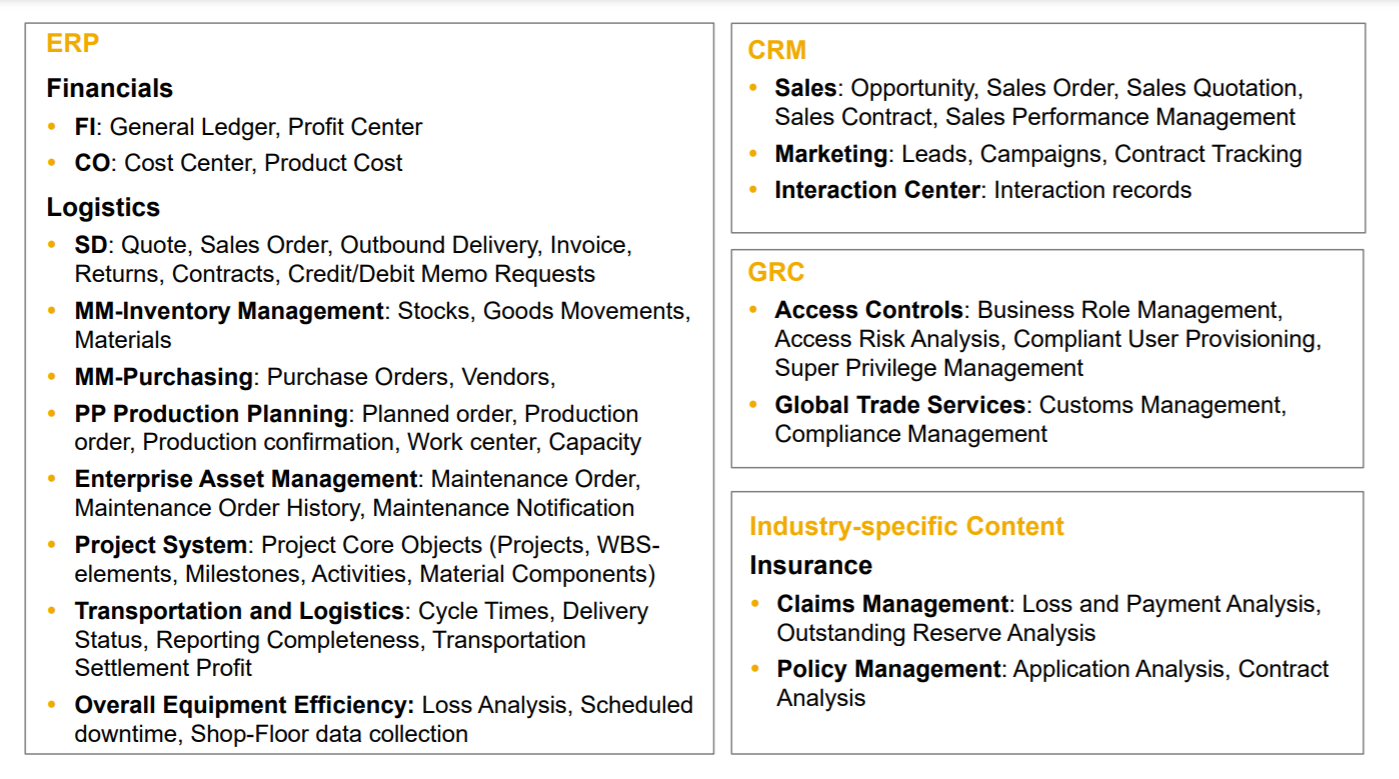 ERP
Financials
• FI: General Ledger, Profit Center
• CO: Cost Center, Product Cost
Logistics
• SD: Quote, Sales Order, Outbound Delivery, Invoice,
Returns, Contracts, Credit/Debit Memo Requests
• MM-Inventory Management: Stocks, Goods Movements,
Materials
• MM-Purchasing: Purchase Orders, Vendors,
• PP Production Planning: Planned order, Production
order, Production confirmation, Work center, Capacity
• Enterprise Asset Management: Maintenance Order,
Maintenance Order History, Maintenance Notification
• Project System: Project Core Objects (Projects, WBS-
elements, Milestones, Activities, Material Components)
• Transportation and Logistics: Cycle Times, Delivery
Status, Reporting Completeness, Transportation
Settlement Profit
• Overall Equipment Efficiency: Loss Analysis, Scheduled
downtime, Shop-Floor data collection
CRM
• Sales: Opportunity, Sales Order, Sales Quotation,
Sales Contract, Sales Performance Management
• Marketing: Leads, Campaigns, Contract Tracking
• Interaction Center: Interaction records
GRC
• Access Controls: Business Role Management,
Access Risk Analysis, Compliant User Provisioning,
Super Privilege Management
• Global Trade Services: Customs Management,
Compliance Management
Industry-specific Content
Insurance
• Claims Management: Loss and Payment Analysis,
Outstanding Reserve Analysis
• Policy Management: Application Analysis, Contract
Analysis